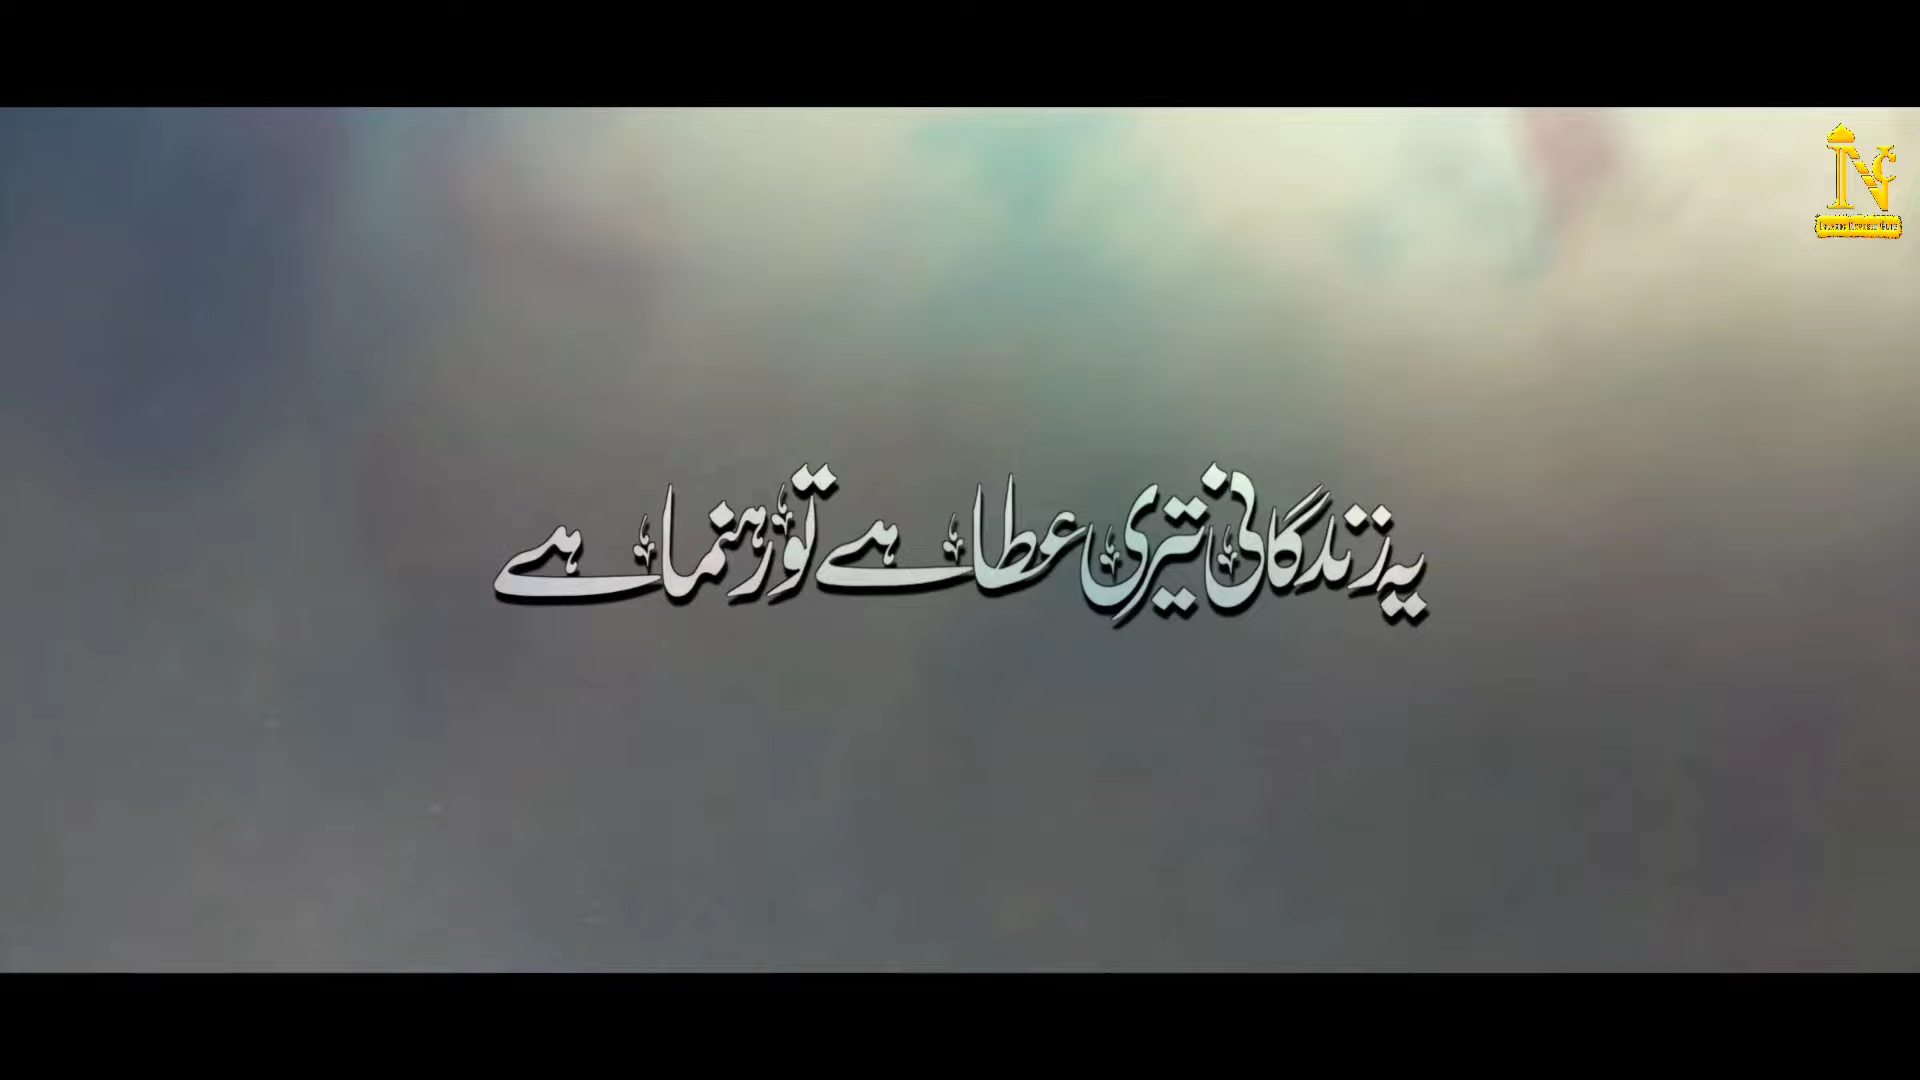 یہ زندگانی تیری عطا ہے تو رہنما ہے